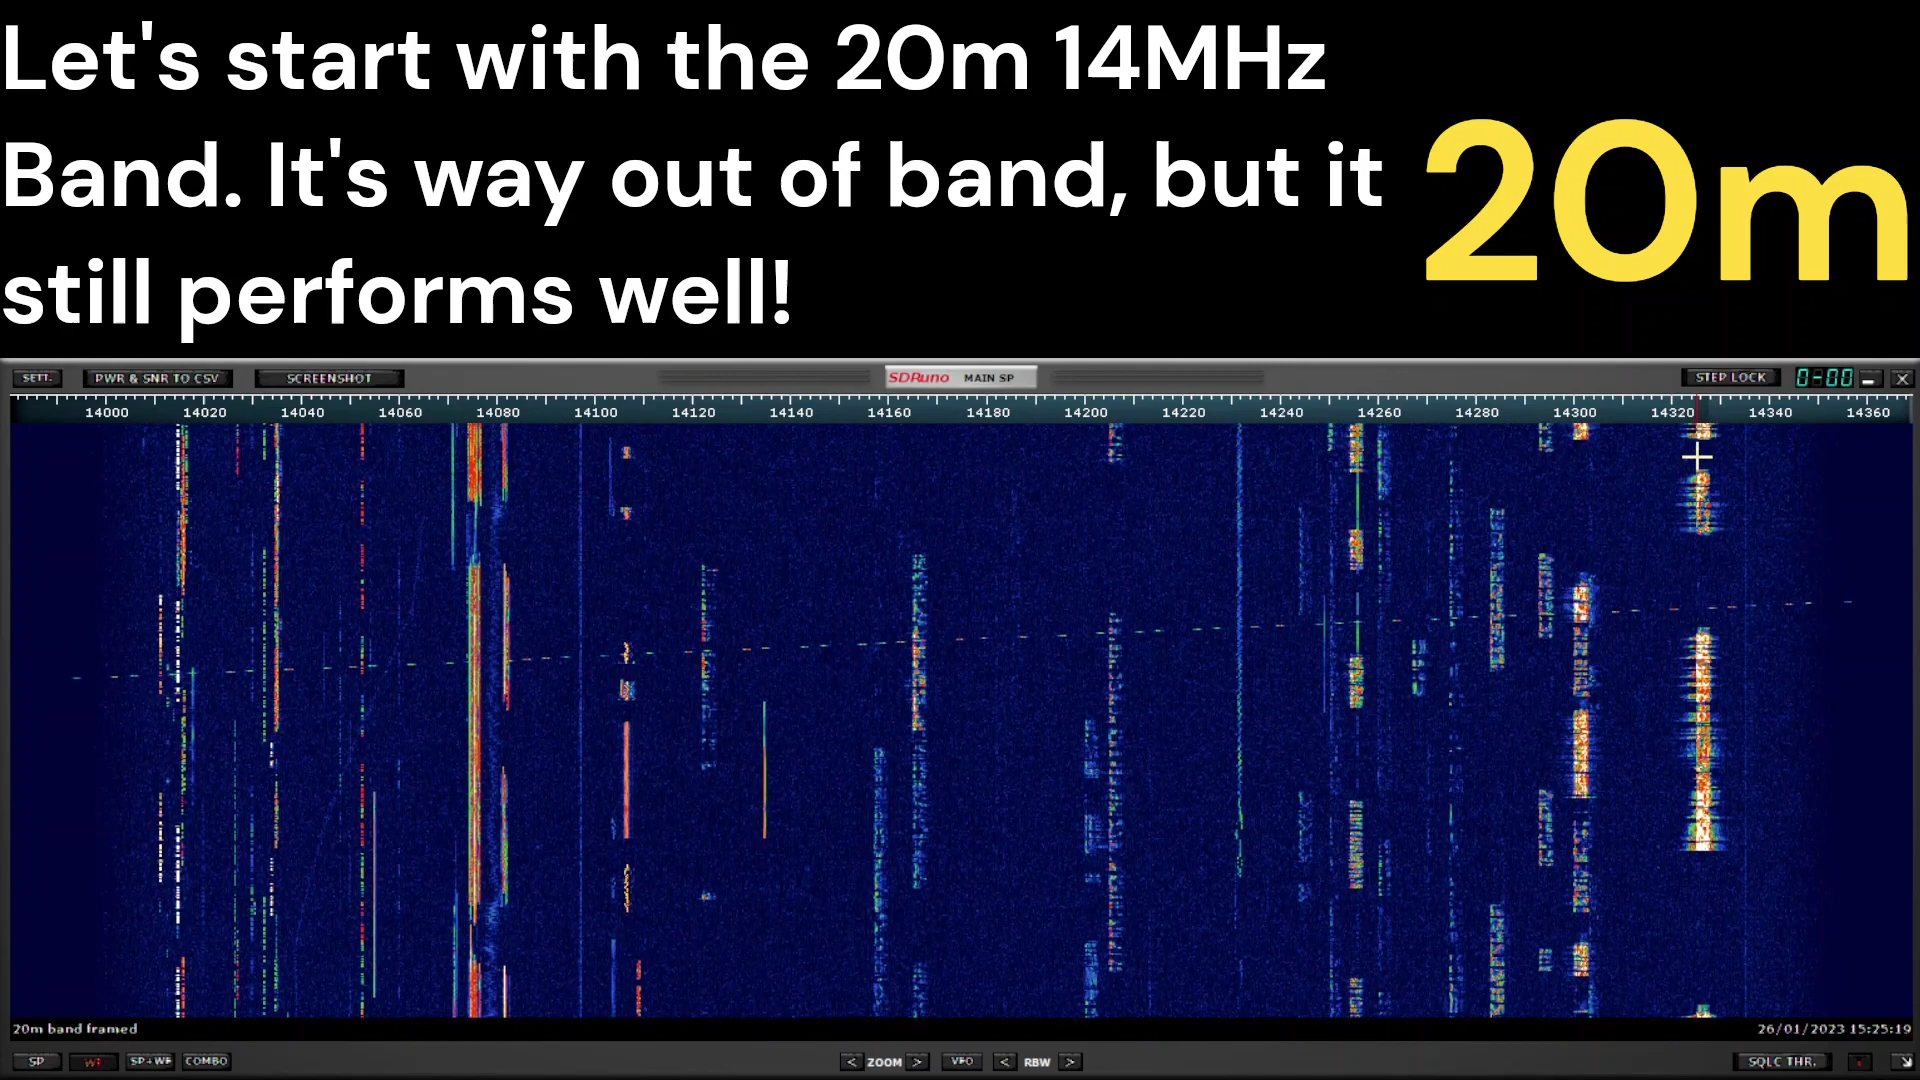 Let's start with the 20m 14MHz
Band. It's way out of band, but it
still performs well!
20m
SETT. PWR & SNR TO CSV SCREENSHOT SDRuno MAIN SP STEP LOCK 0-00
14000 14020 14040 14060 14080 14100 14120 14140 14160 14180 14200 14220 14240 14260 14280 14300 14320 14340 14360
20m band framed 26/01/2023 15:25:19
SP WF SP+WF COMBO < ZOOM > VFO < RBW > SQLC THR.